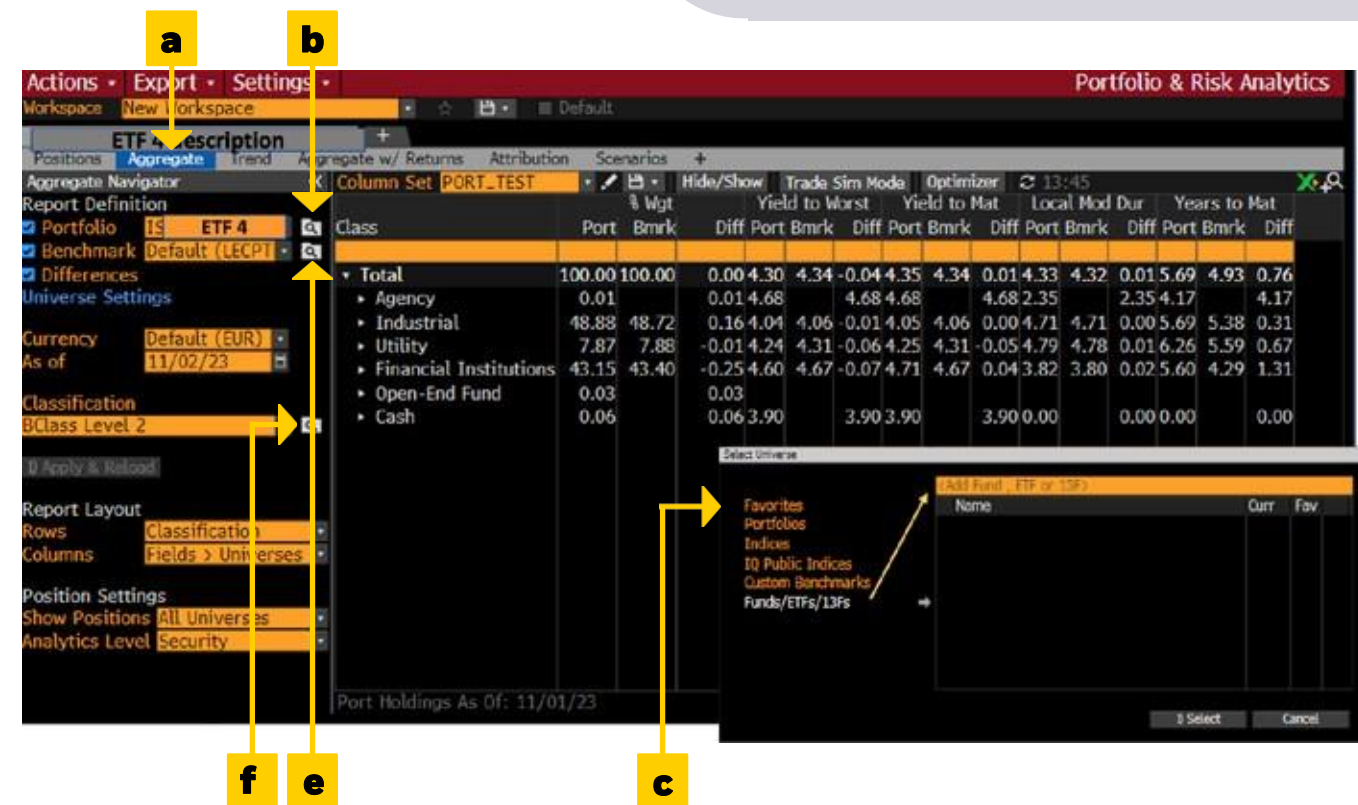 a b
Actions Export Settings Portfolio & Risk Analytics
Workspace New Workspace Default
ETF 4 Description +
Positions Aggregate Trend Aggregate w/ Returns Attribution Scenarios +
Aggregate Navigator Column Set PORT_TEST Hide/Show Trade Sim Mode Optimizer 13:45
Report Definition % Wgt Yield to Worst Yield to Mat Local Mod Dur Years to Mat
Portfolio IS ETF 4 Class Port Bmrk Diff Port Bmrk Diff Port Bmrk Diff Port Bmrk Diff Port Bmrk Diff
Benchmark Default (LECPT
Differences Total 100.00 100.00 0.00 4.30 4.34 -0.04 4.35 4.34 0.01 4.33 4.32 0.01 5.69 4.93 0.76
Universe Settings Agency 0.01 0.01 4.68 4.68 4.68 4.68 2.35 2.35 4.17 4.17
Industrial 48.88 48.72 0.16 4.04 4.06 -0.01 4.05 4.06 0.00 4.71 4.71 0.00 5.69 5.38 0.31
Currency Default (EUR) Utility 7.87 7.88 -0.01 4.24 4.31 -0.06 4.25 4.31 -0.05 4.79 4.78 0.01 6.26 5.59 0.67
As of 11/02/23 Financial Institutions 43.15 43.40 -0.25 4.60 4.67 -0.07 4.71 4.67 0.04 3.82 3.80 0.02 5.60 4.29 1.31
Open-End Fund 0.03 0.03
Classification Cash 0.06 0.06 3.90 3.90 3.90 3.90 0.00 0.00 0.00 0.00
BClass Level 2
Select Universe
Apply & Reload
(Add Fund , ETF or 13F)
Report Layout Favorites Name Curr Fav
Rows Classification Portfolios
Columns Fields > Universes Indices
IQ Public Indices
Position Settings Custom Benchmarks
Show Positions All Universes Funds/ETFs/13Fs
Analytics Level Security
Port Holdings As Of: 11/01/23
Select Cancel
f e c